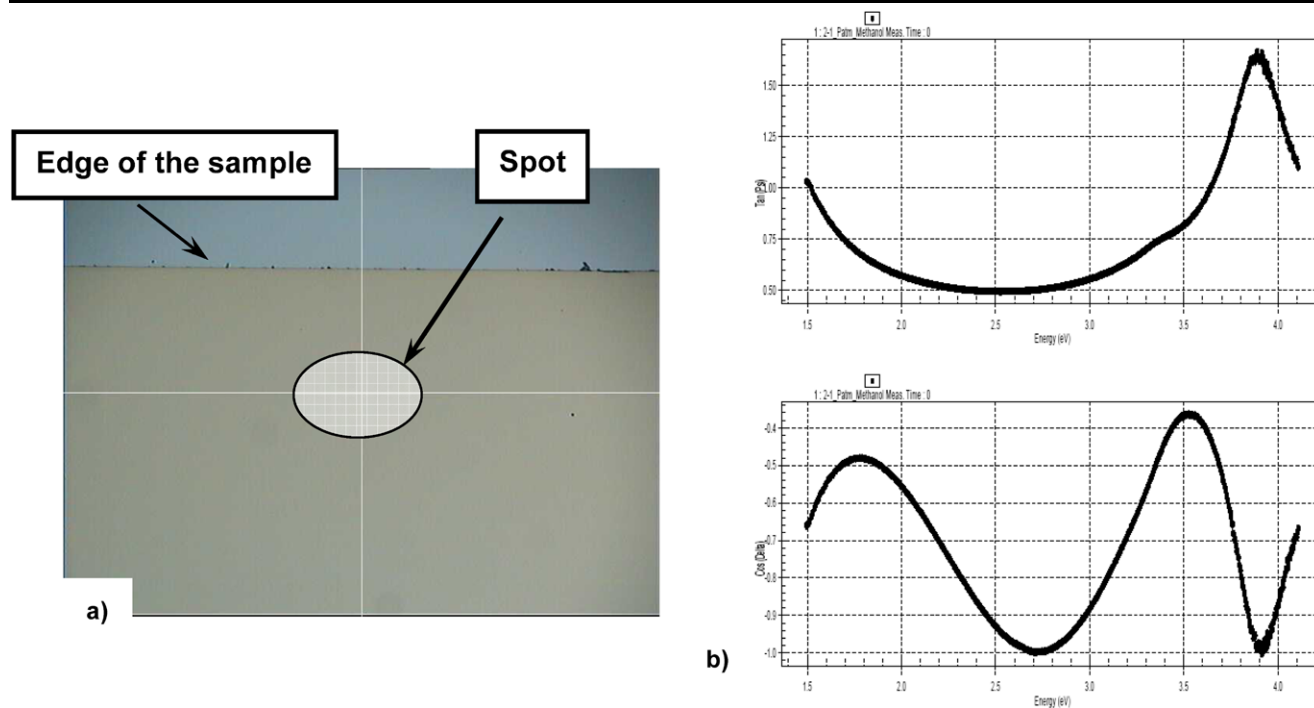 Edge of the sample
Spot
a)
1 : 2-1_Patm_Methanol Meas. Time : 0
1.50
1.25
1.00
0.75
0.50
Tan (Psi)
1.5 2.0 2.5 3.0 3.5 4.0
Energy (eV)
1 : 2-1_Patm_Methanol Meas. Time : 0
-0.4
-0.5
-0.6
-0.7
-0.8
-0.9
-1.0
Cos (Delta)
1.5 2.0 2.5 3.0 3.5 4.0
Energy (eV)
b)